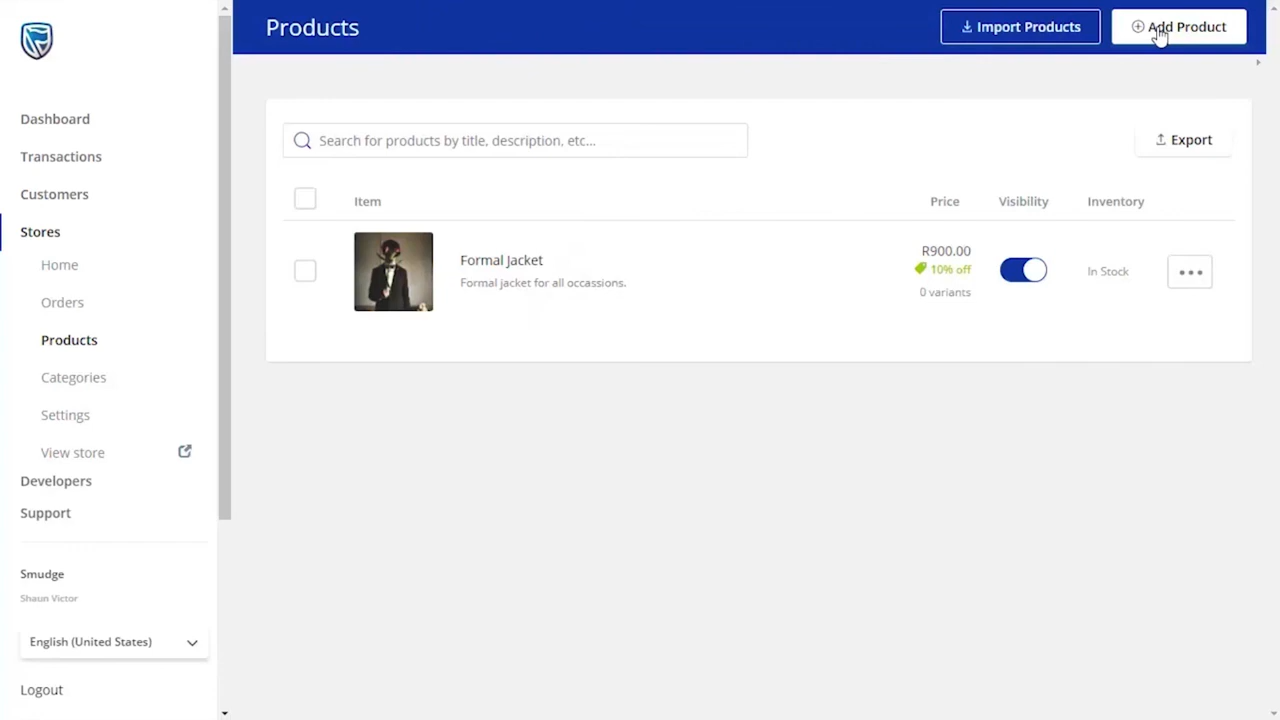 Products
Import Products
Add Product
Dashboard
Transactions
Customers
Stores
Home
Orders
Products
Categories
Settings
View store
Developers
Support
Smudge
Shaun Victor
English (United States)
Logout
Search for products by title, description, etc...
Export
Item Price Visibility Inventory
Formal Jacket
Formal jacket for all occassions.
R900.00
10% off
0 variants
In Stock